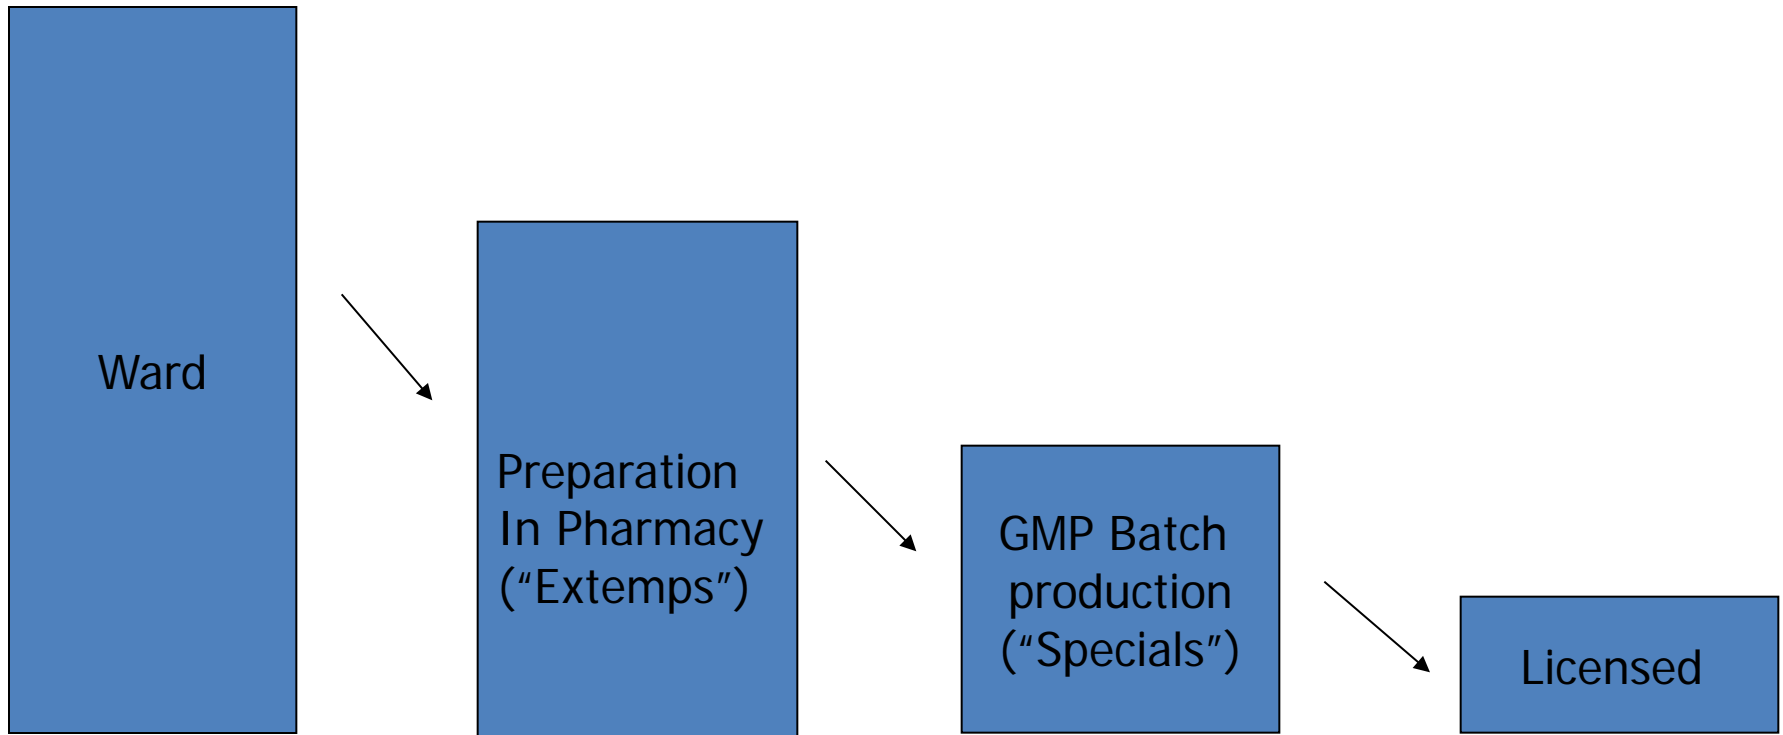 Ward
Preparation
In Pharmacy
(“Extemps”)
GMP Batch
production
(“Specials”)
Licensed